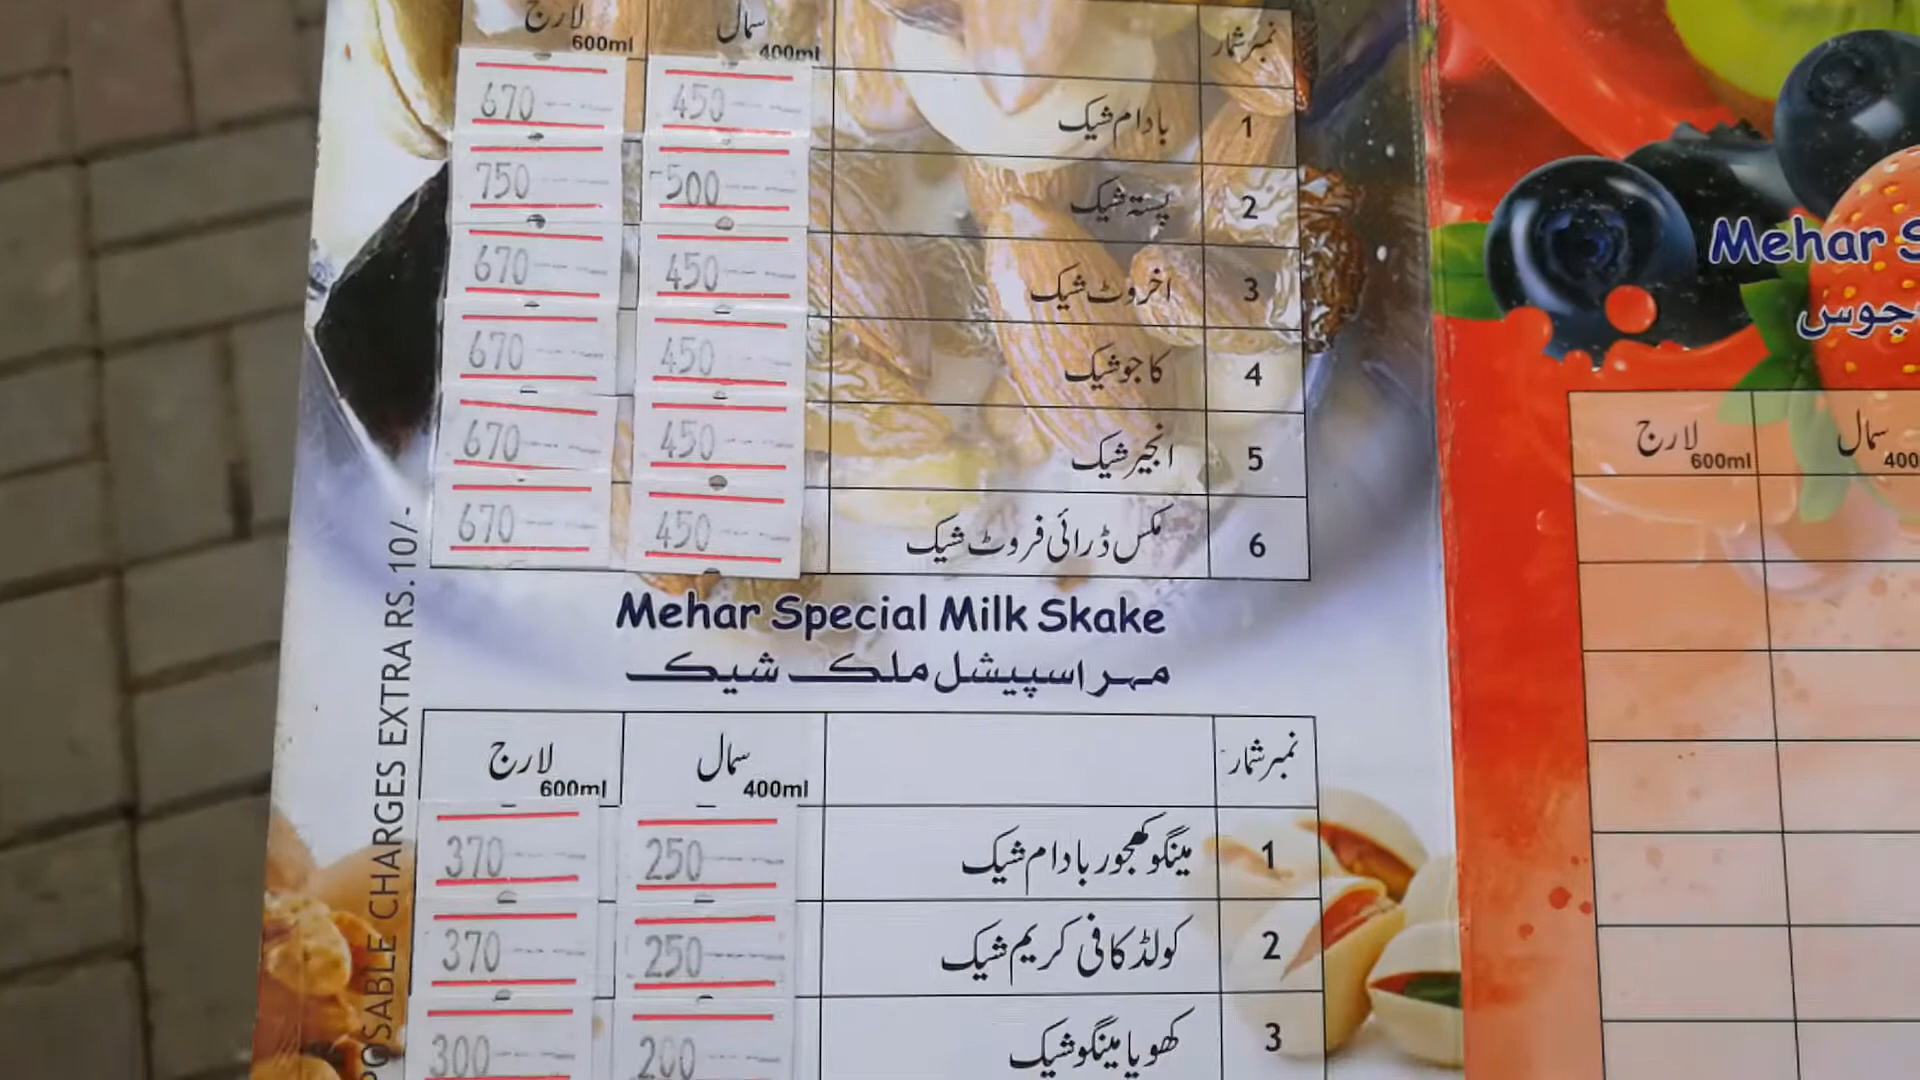 نمبر شمار سمال 400ml لارج 600ml
1 بادام شیک 450 670
2 پستہ شیک 500 750
3 اخروٹ شیک 450 670
4 کاجو شیک 450 670
5 انجیر شیک 450 670
6 مکس ڈرائی فروٹ شیک 450 670
Mehar Special Milk Skake
مہر اسپیشل ملک شیک
نمبر شمار سمال 400ml لارج 600ml
1 مینگو کھجور بادام شیک 250 370
2 کولڈ کافی کریم شیک 250 370
3 کھویا مینگو شیک 200 300
POSABLE CHARGES EXTRA RS.10/-
Mehar S
جوس
سمال 400 لارج 600ml